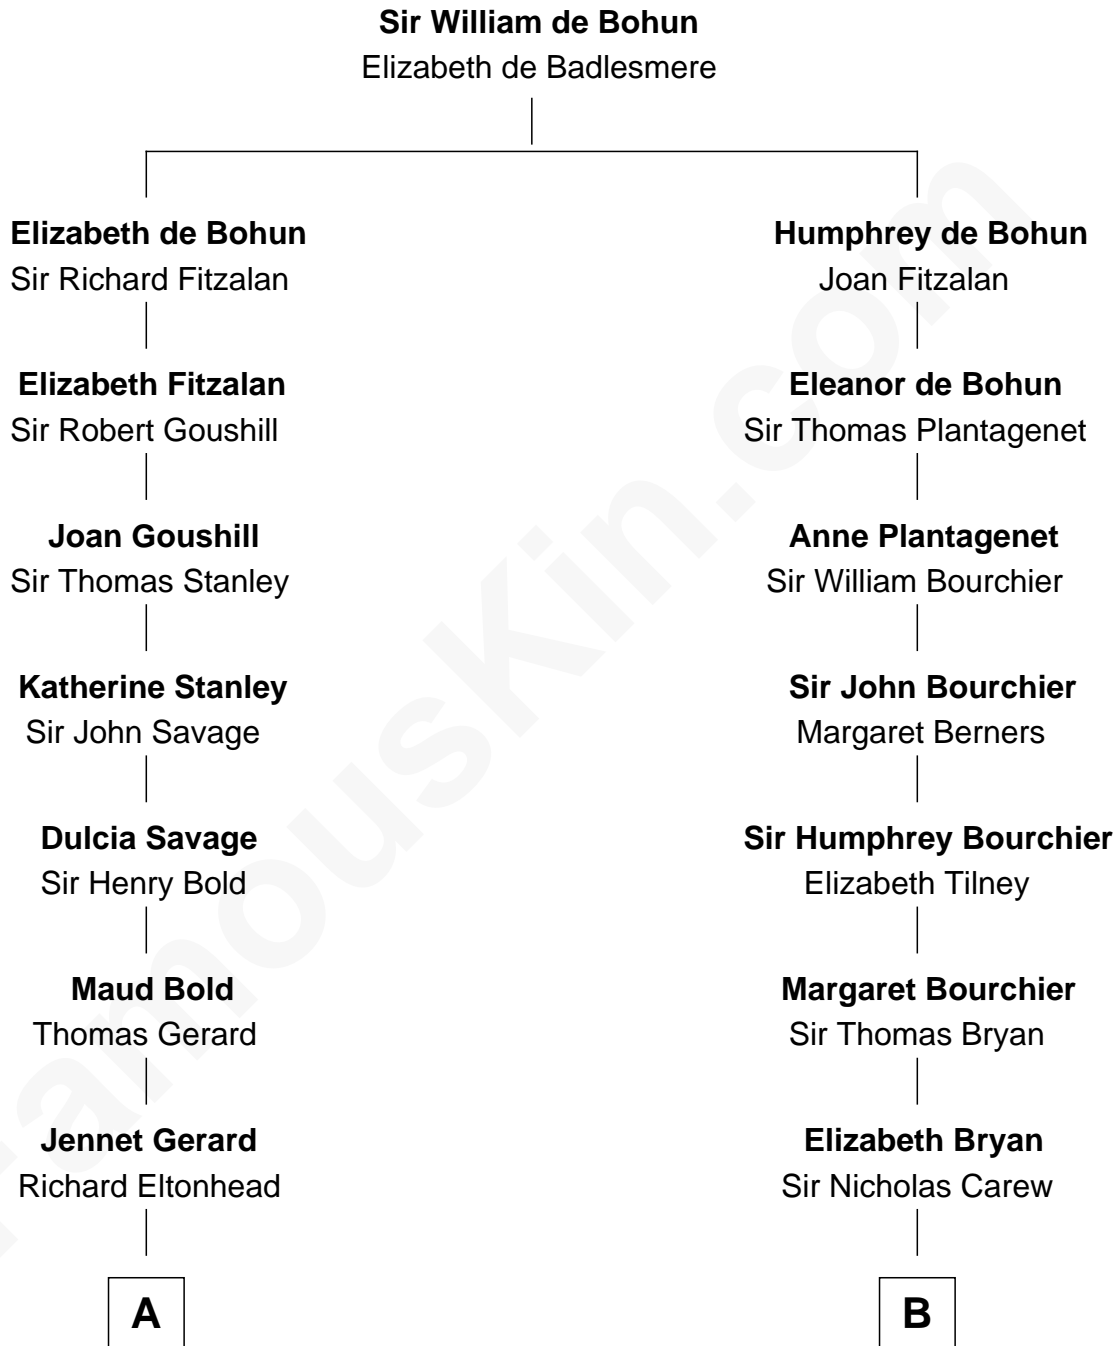 Sir William de Bohun
Elizabeth de Badlesmere
Elizabeth de Bohun
Sir Richard Fitzalan
Humphrey de Bohun
Joan Fitzalan
Elizabeth Fitzalan
Sir Robert Goushill
Eleanor de Bohun
Sir Thomas Plantagenet
Joan Goushill
Sir Thomas Stanley
Anne Plantagenet
Sir William Bourchier
Katherine Stanley
Sir John Savage
Sir John Bourchier
Margaret Berners
Dulcia Savage
Sir Henry Bold
Sir Humphrey Bourchier
Elizabeth Tilney
Maud Bold
Thomas Gerard
Margaret Bourchier
Sir Thomas Bryan
Jennet Gerard
Richard Eltonhead
Elizabeth Bryan
Sir Nicholas Carew
A
B
FamousKin.com